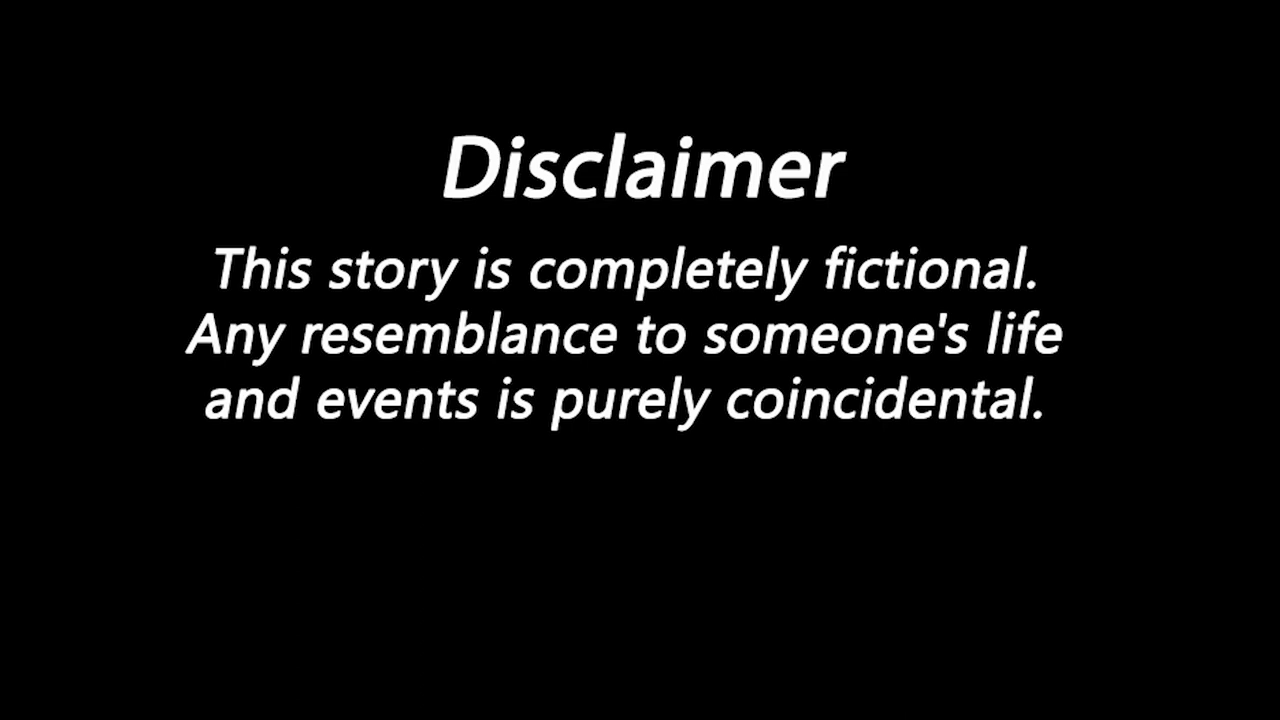 Disclaimer
This story is completely fictional.
Any resemblance to someone's life
and events is purely coincidental.